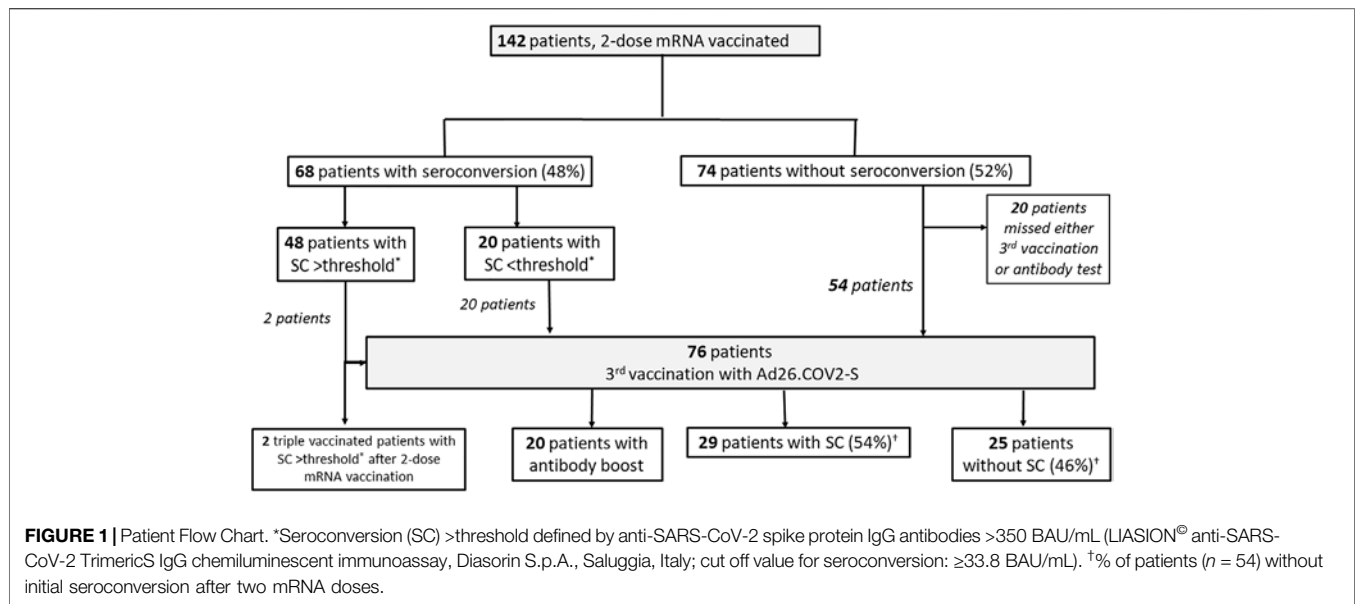 142 patients, 2-dose mRNA vaccinated
68 patients with seroconversion (48%)
74 patients without seroconversion (52%)
48 patients with
SC >threshold*
20 patients with
SC <threshold*
20 patients
missed either
3rd vaccination
or antibody test
2 patients
20 patients
54 patients
76 patients
3rd vaccination with Ad26.COV2-S
2 triple vaccinated patients with
SC >threshold* after 2-dose
mRNA vaccination
20 patients with
antibody boost
29 patients with SC (54%)†
25 patients
without SC (46%)†
FIGURE 1 | Patient Flow Chart. *Seroconversion (SC) >threshold defined by anti-SARS-CoV-2 spike protein IgG antibodies >350 BAU/mL (LIASION© anti-SARS-
CoV-2 TrimericS IgG chemiluminescent immunoassay, Diasorin S.p.A., Saluggia, Italy; cut off value for seroconversion: ≥33.8 BAU/mL). †% of patients (n = 54) without
initial seroconversion after two mRNA doses.